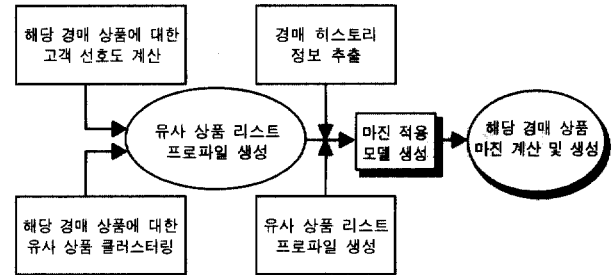 해당 경매 상품에 대한
고객 선호도 계산
경매 히스토리
정보 추출
유사 상품 리스트
프로파일 생성
마진 적용
모델 생성
해당 경매 상품
마진 계산 및 생성
해당 경매 상품에 대한
유사 상품 클러스터링
유사 상품 리스트
프로파일 생성